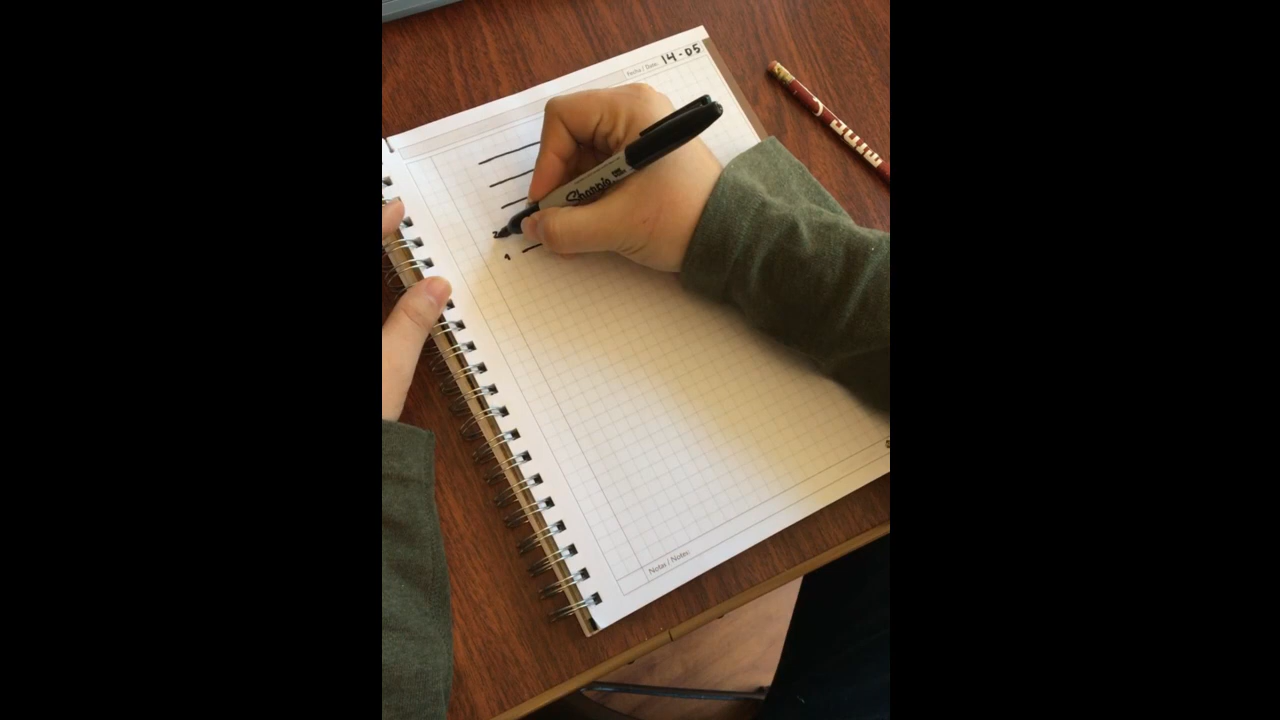 Fecha / Date: 14-05
Sharpie
2
1
Notas / Notes: